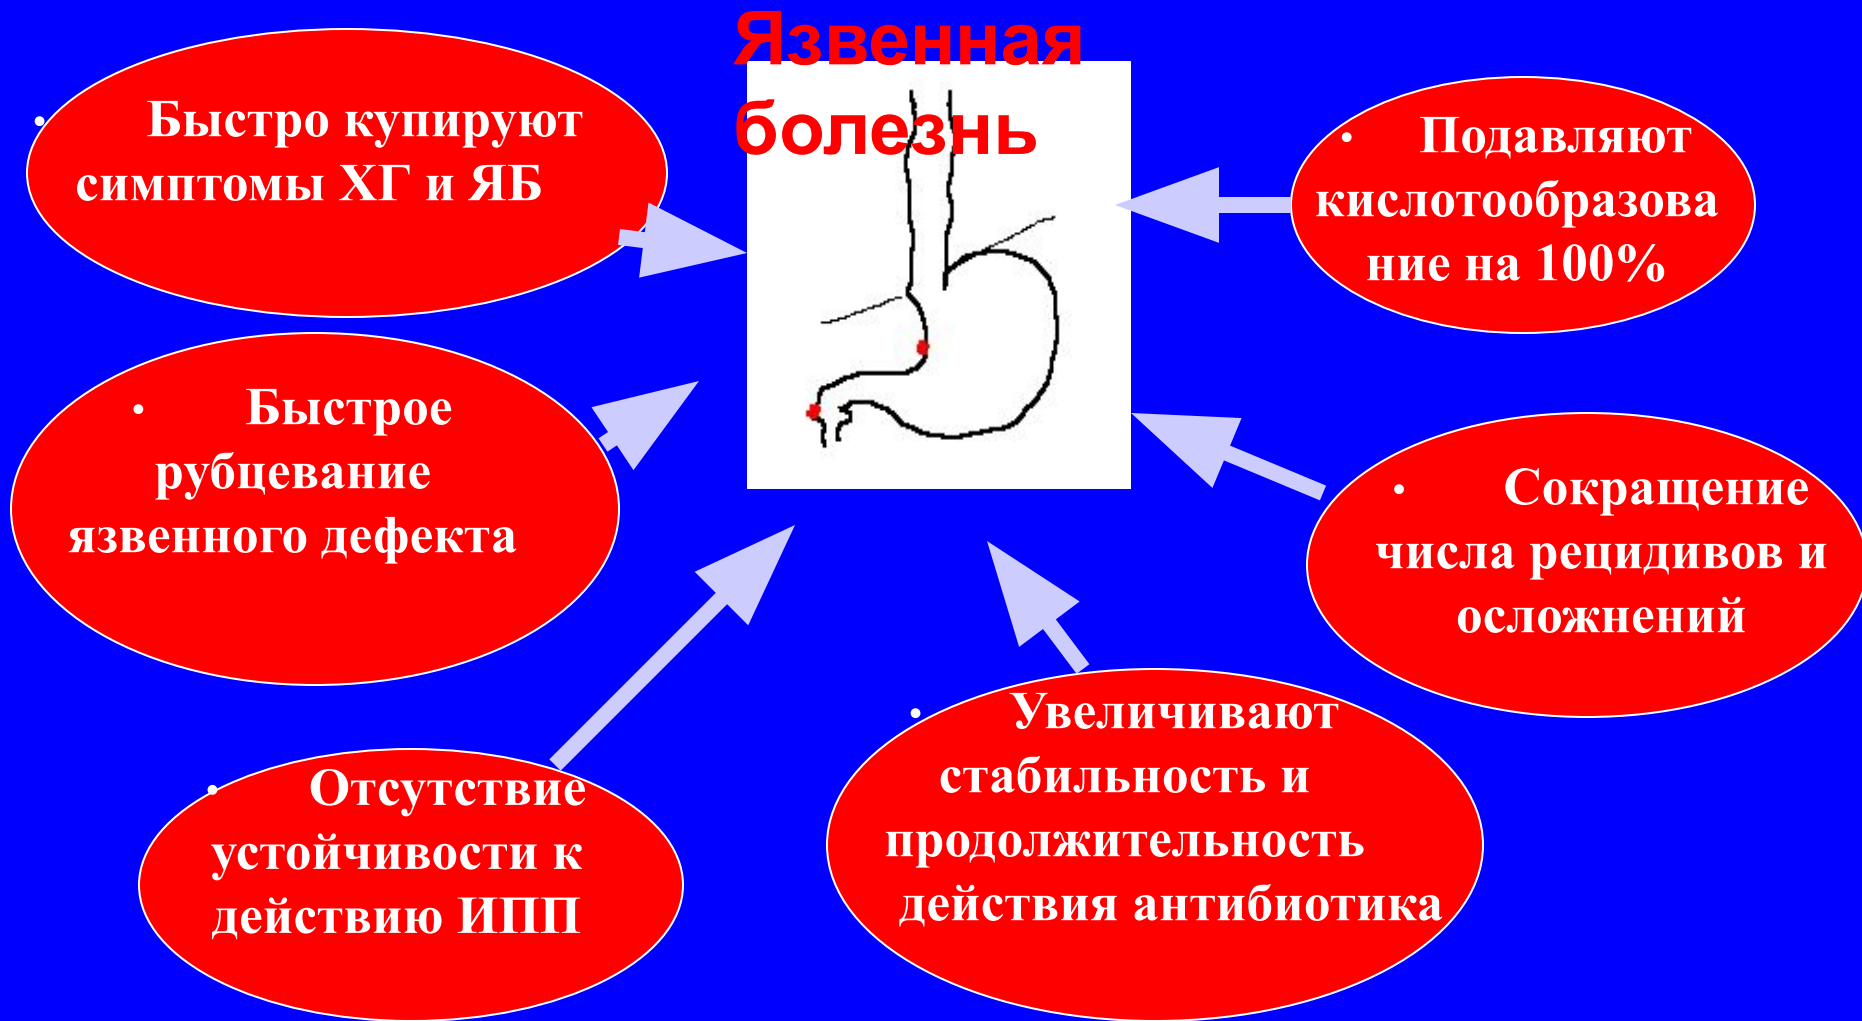 Язвенная
болезнь
• Быстро купируют
симптомы ХГ и ЯБ
• Подавляют
кислотообразова
ние на 100%
• Быстрое
рубцевание
язвенного дефекта
• Сокращение
числа рецидивов и
осложнений
• Отсутствие
устойчивости к
действию ИПП
• Увеличивают
стабильность и
продолжительность
действия антибиотика